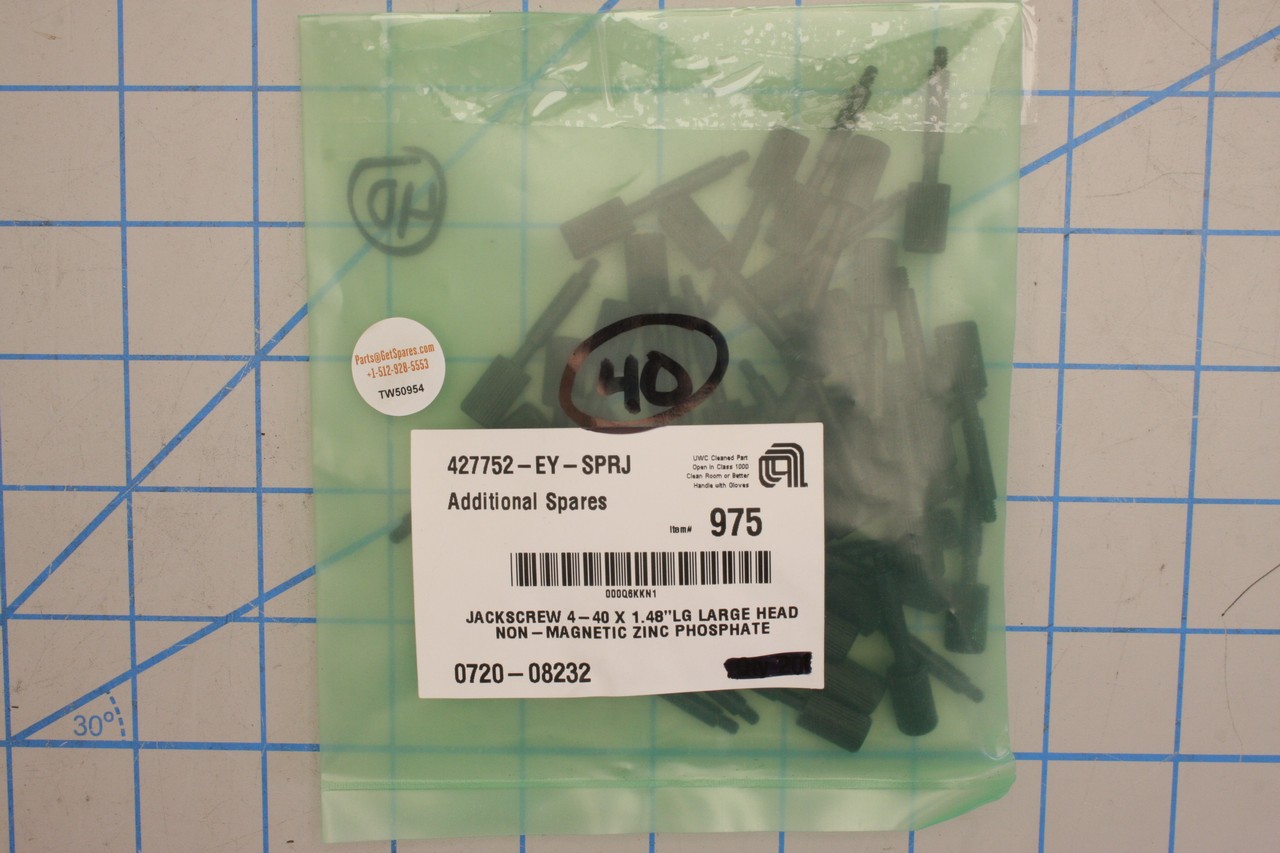 40
Parts@GetSpares.com
+1-512-928-5553
TW50954
427752-EY-SPRJ
UWC Cleaned Part
Open in Class 1000
Clean Room or Better
Handle with Gloves
Additional Spares
Item# 975
000Q8KKN1
JACKSCREW 4-40 X 1.48"LG LARGE HEAD
NON-MAGNETIC ZINC PHOSPHATE
0720-08232
30°